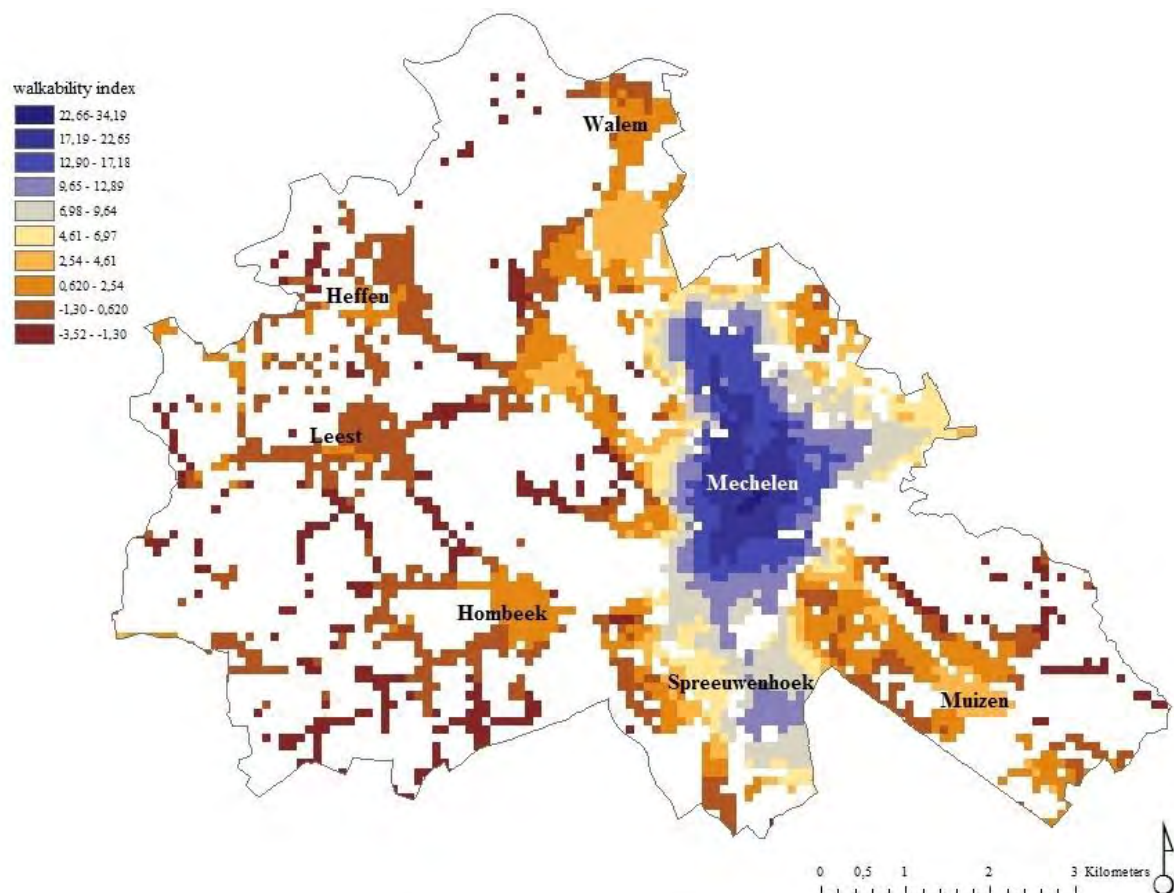 walkability index
22,66- 34,19
17,19 - 22,65
12,90 - 17,18
9,65 - 12,89
6,98 - 9,64
4,61 - 6,97
2,54 - 4,61
0,620 - 2,54
-1,30 - 0,620
-3,52 - -1,30
Walem
Heffen
Leest
Mechelen
Hombeek
Spreeuwenhoek
Muizen
0 0,5 1 2 3 Kilometers